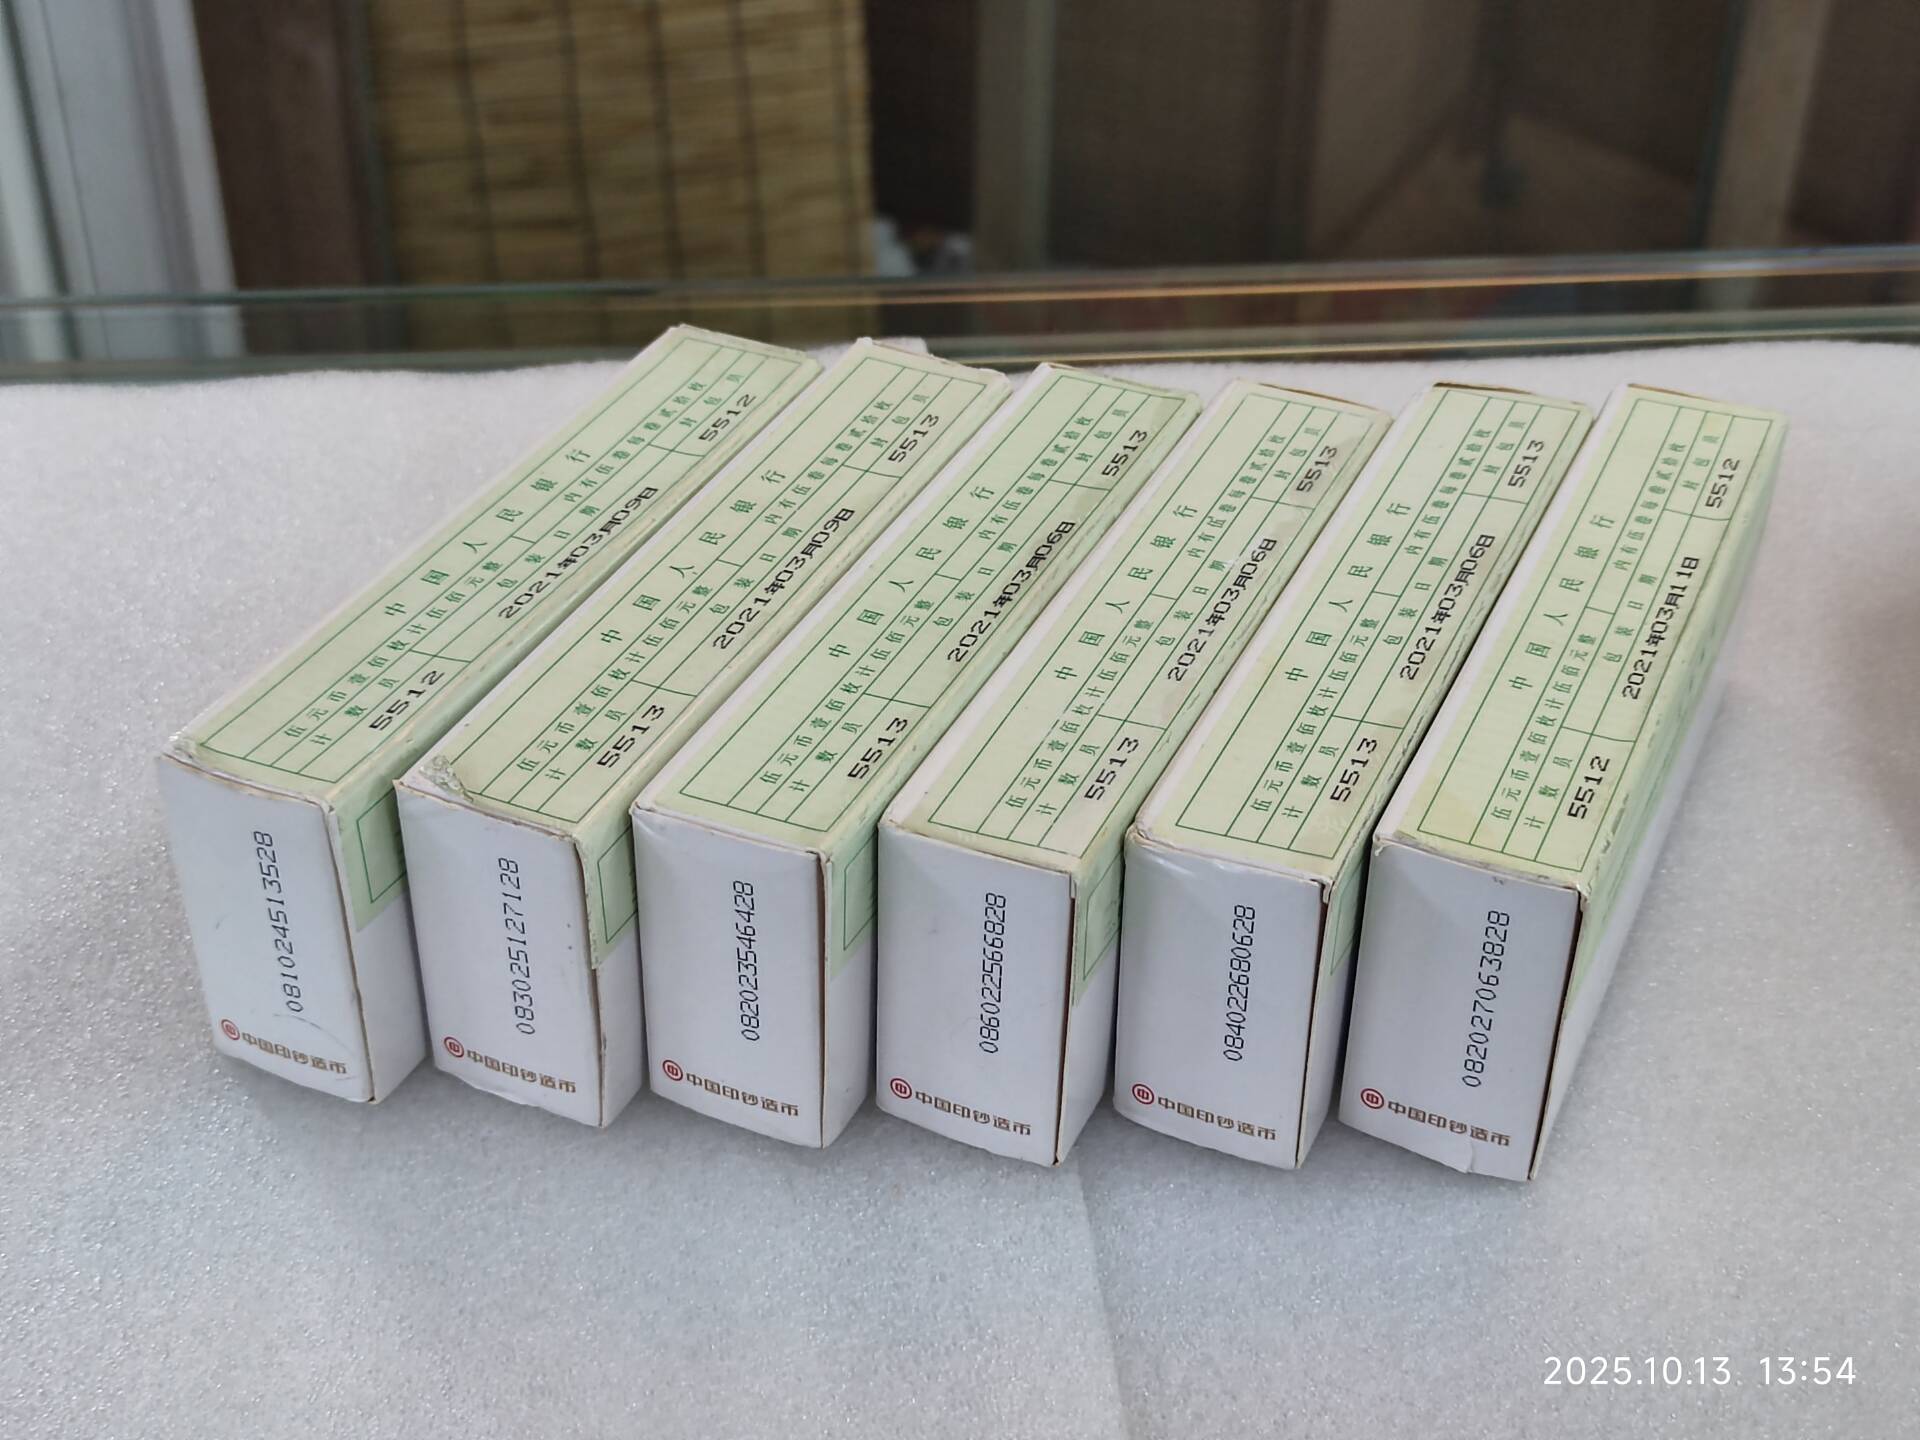 中国人民银行
伍元币壹佰枚计伍佰元整 内有伍卷每卷贰拾枚
计数员 包装日期 封包员
5512 2021年03月09日 5512
081024513528
中国印钞造币
中国人民银行
伍元币壹佰枚计伍佰元整 内有伍卷每卷贰拾枚
计数员 包装日期 封包员
5513 2021年03月09日 5513
083025127128
中国印钞造币
中国人民银行
伍元币壹佰枚计伍佰元整 内有伍卷每卷贰拾枚
计数员 包装日期 封包员
5513 2021年03月06日 5513
082023546428
中国印钞造币
中国人民银行
伍元币壹佰枚计伍佰元整 内有伍卷每卷贰拾枚
计数员 包装日期 封包员
5513 2021年03月06日 5513
086022566828
中国印钞造币
中国人民银行
伍元币壹佰枚计伍佰元整 内有伍卷每卷贰拾枚
计数员 包装日期 封包员
5513 2021年03月06日 5513
084022680628
中国印钞造币
中国人民银行
伍元币壹佰枚计伍佰元整 内有伍卷每卷贰拾枚
计数员 包装日期 封包员
5512 2021年03月11日 5512
082027063828
中国印钞造币
2025.10.13 13:54